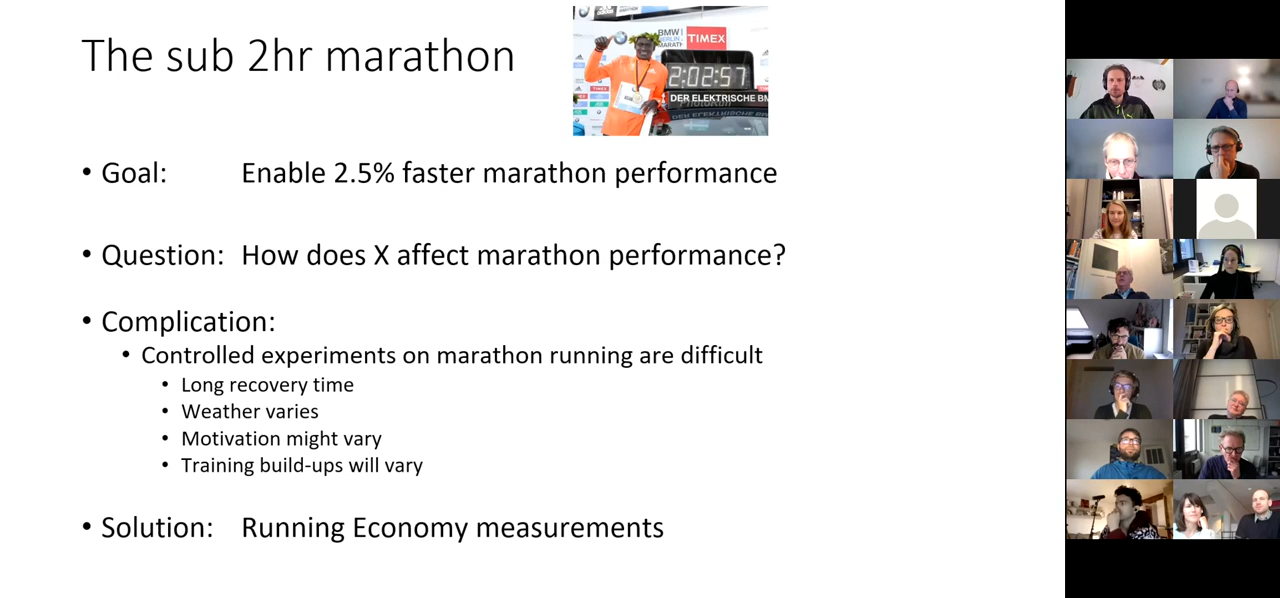 The sub 2hr marathon
BMW
BERLIN
MARATHON
TIMEX
2:02:57
DER ELEKTRISCHE BM
• Goal: Enable 2.5% faster marathon performance
• Question: How does X affect marathon performance?
• Complication:
• Controlled experiments on marathon running are difficult
• Long recovery time
• Weather varies
• Motivation might vary
• Training build-ups will vary
• Solution: Running Economy measurements